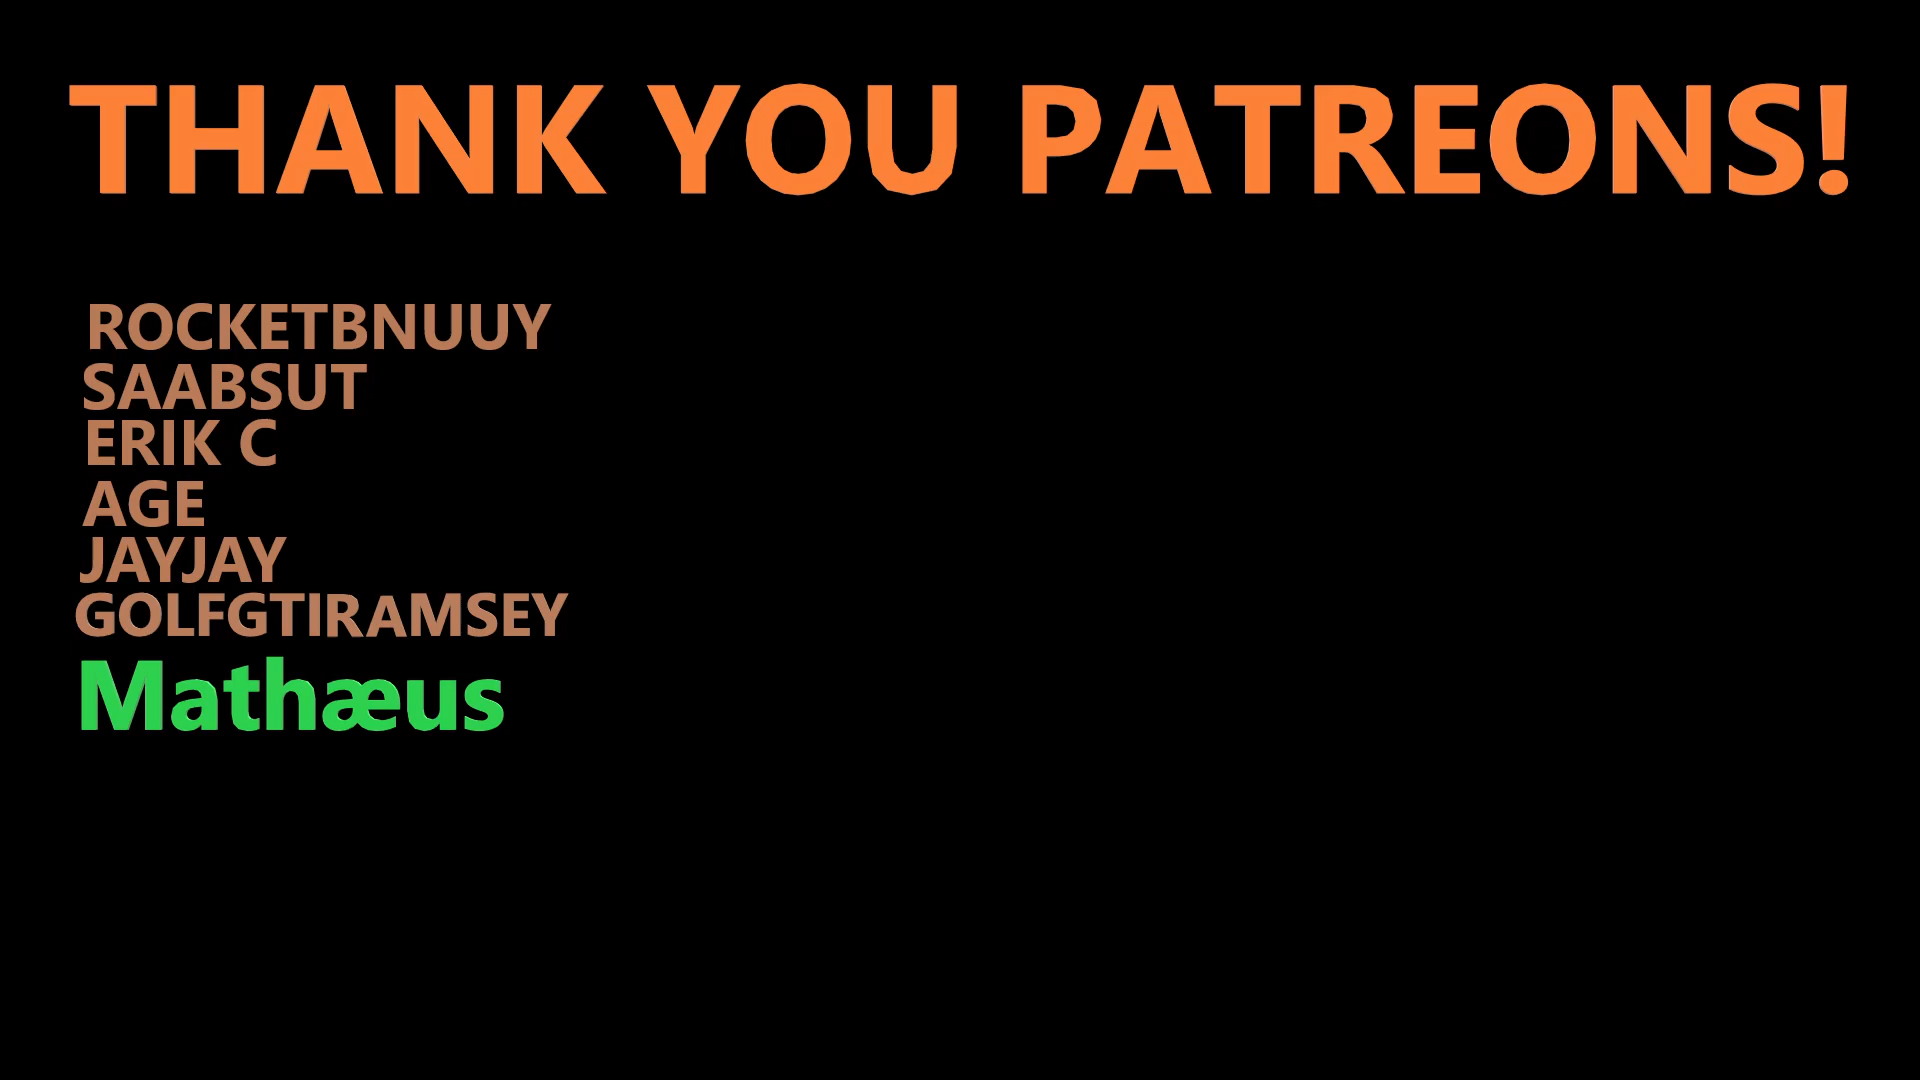 THANK YOU PATREONS!
ROCKETBNUUY
SAABSUT
ERIK C
AGE
JAYJAY
GOLFGTIRAMSEY
Mathæus